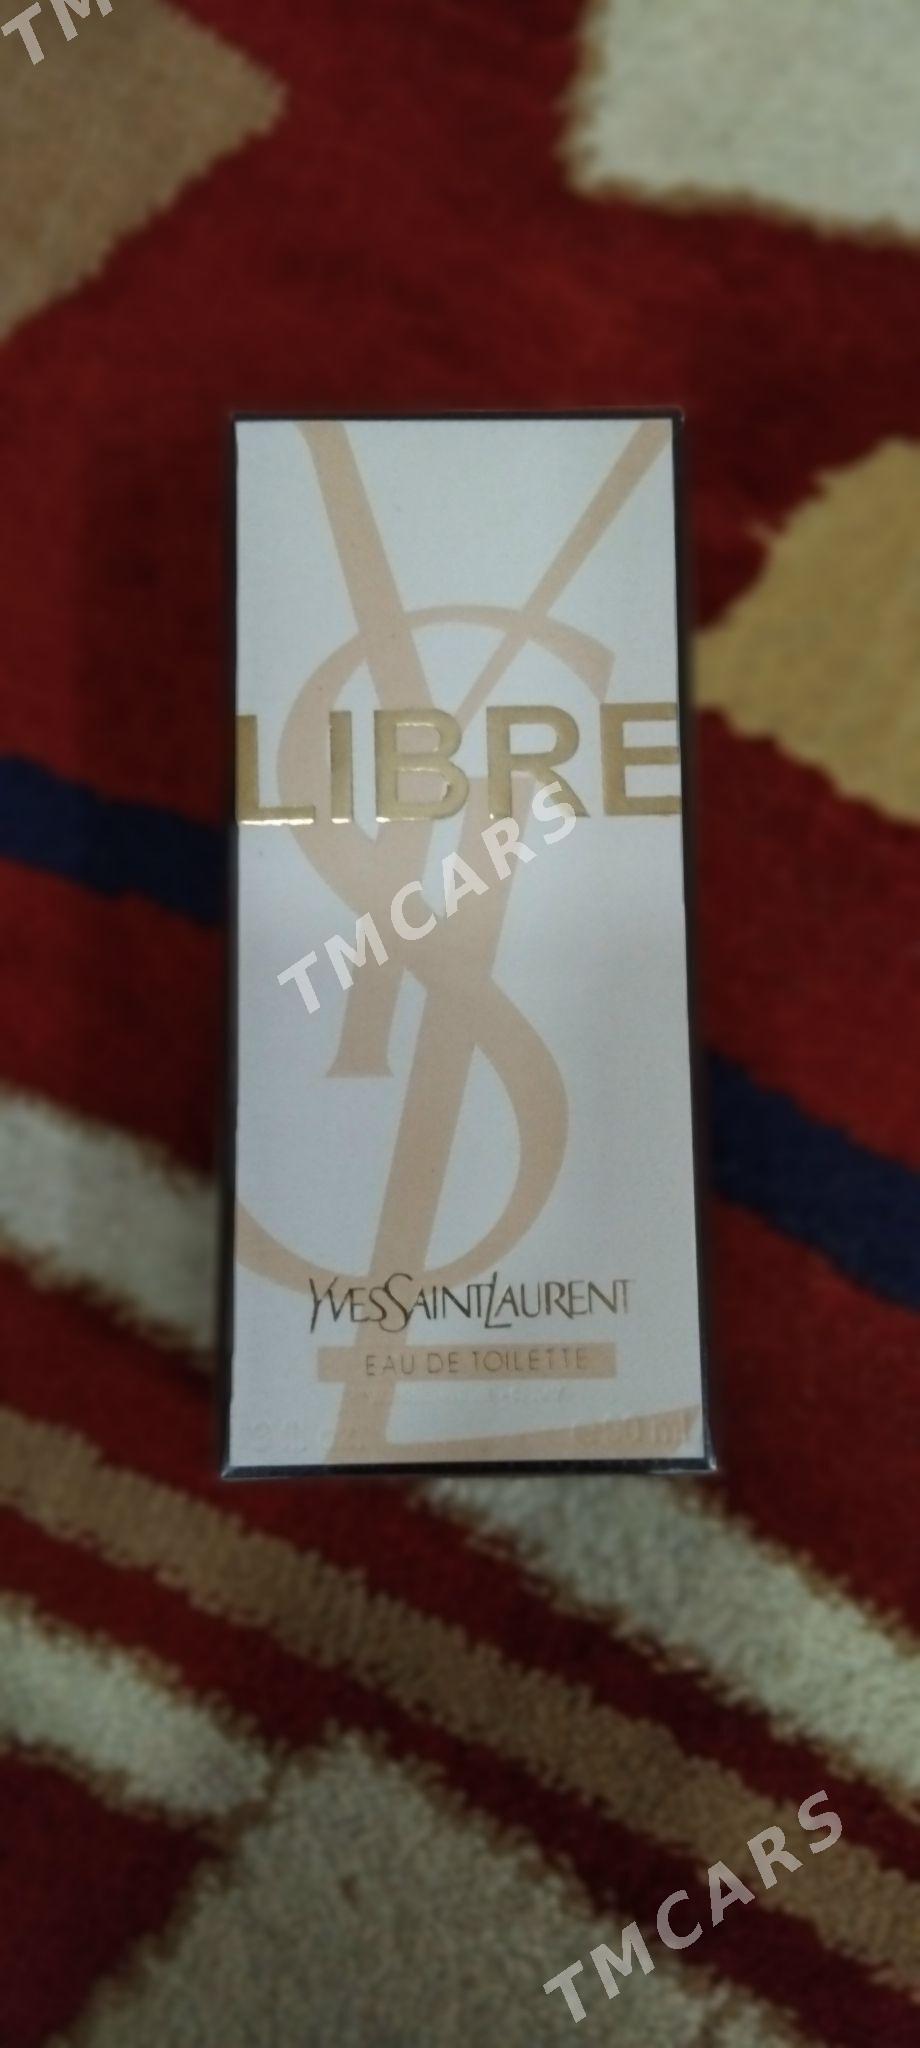 TM
LIBRE
TMCARS
YVESSAINTLAURENT
EAU DE TOILETTE
TMCARS